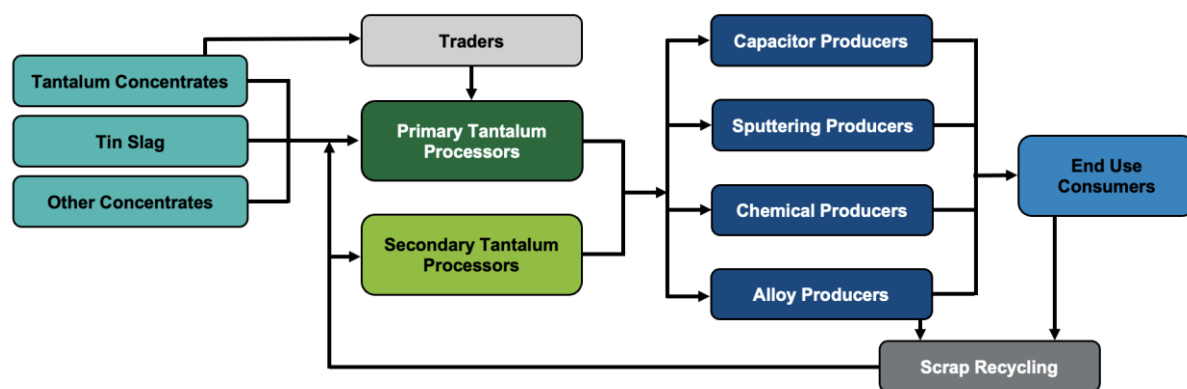 Traders
Capacitor Producers
Tantalum Concentrates
Primary Tantalum
Processors
Sputtering Producers
Tin Slag
End Use
Consumers
Other Concentrates
Chemical Producers
Secondary Tantalum
Processors
Alloy Producers
Scrap Recycling